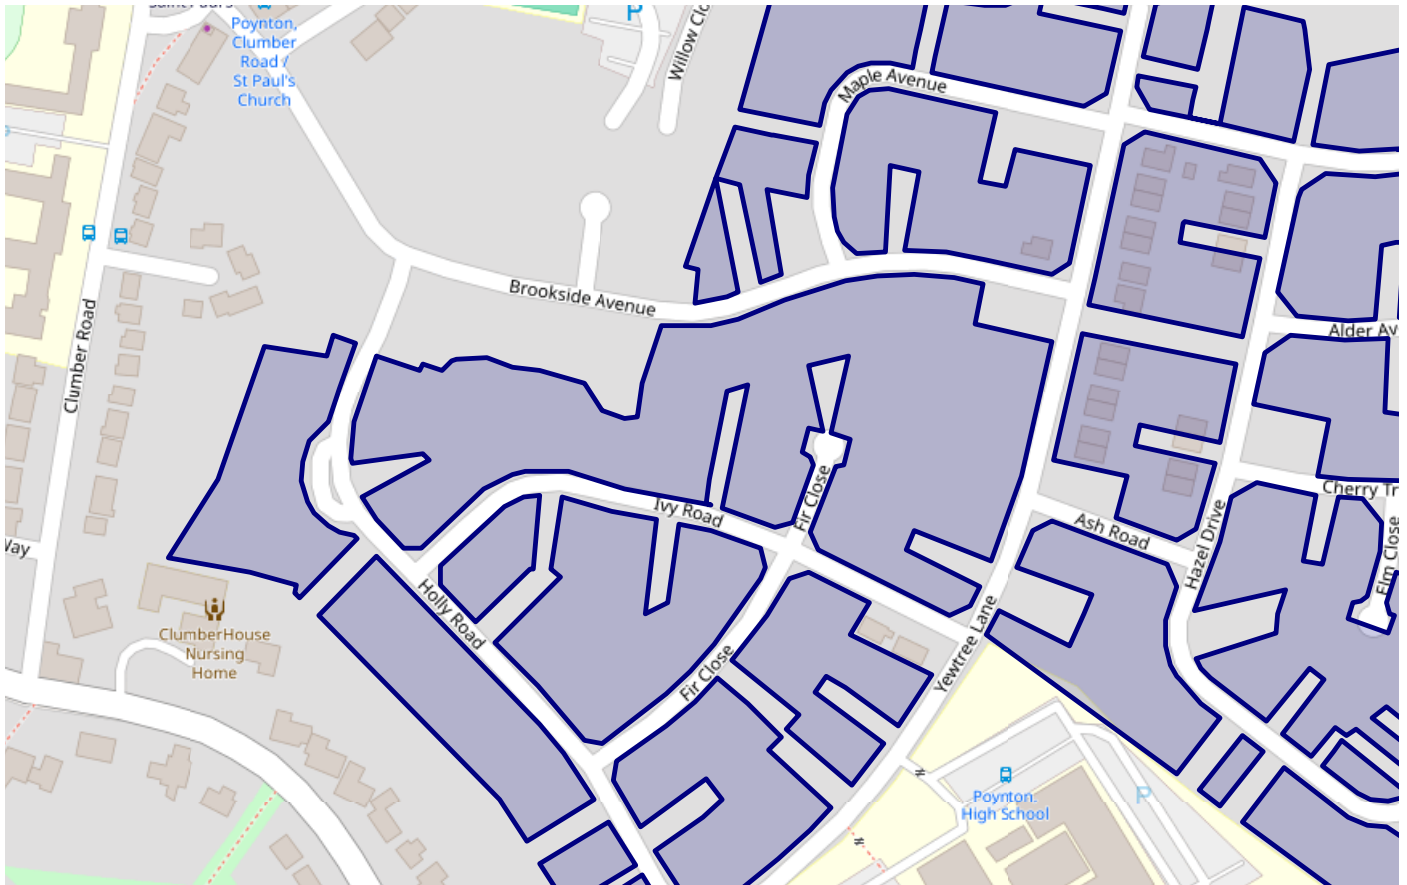 Poynton,
Clumber
Road /
St Paul's
Church
P
Willow Clo
Maple Avenue
Brookside Avenue
Clumber Road
Alder Av
Cherry Tr
Ivy Road
Fir Close
Ash Road
Hazel Drive
Elm Close
Way
Holly Road
ClumberHouse
Nursing
Home
Fir Close
Yewtree Lane
Poynton:
High School
P